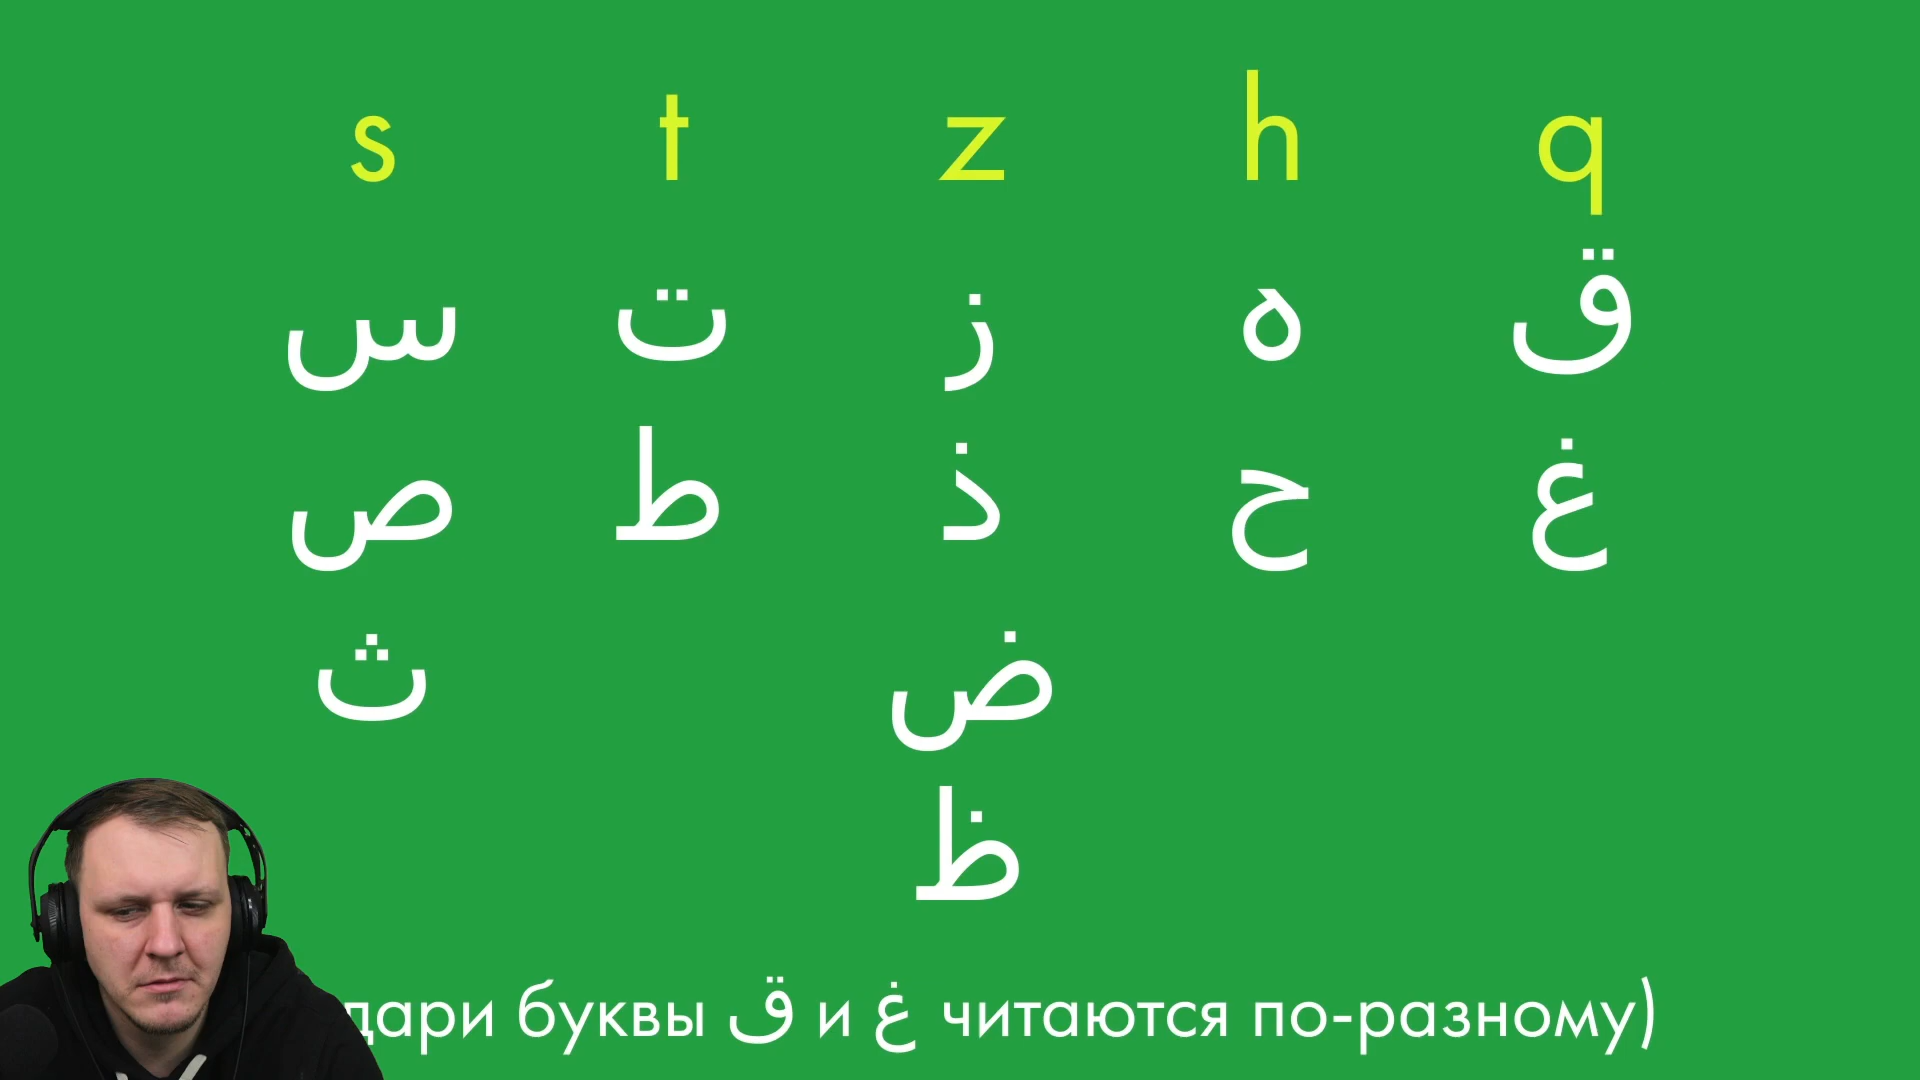 s t z h q
س ت ز ه ق
ص ط ذ ح غ
ث ض
ظ
дари буквы ق и غ читаются по-разному)